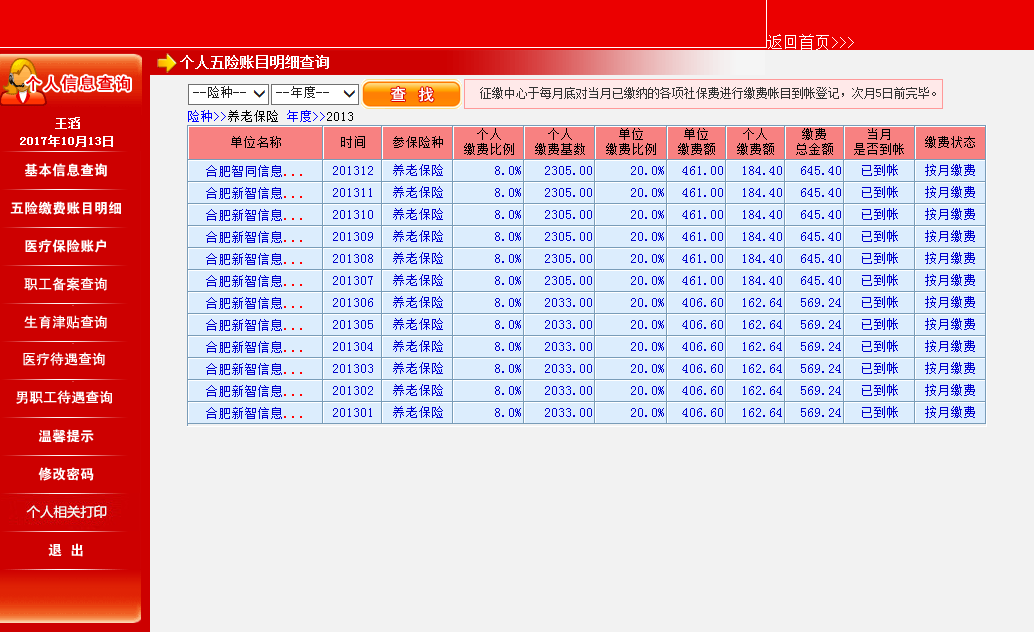 返回首页>>>
个人信息查询
王滔
2017年10月13日
基本信息查询
五险缴费账目明细
医疗保险账户
职工备案查询
生育津贴查询
医疗待遇查询
男职工待遇查询
温馨提示
修改密码
个人相关打印
退 出
个人五险账目明细查询
--险种-- --年度-- 查 找 征缴中心于每月底对当月已缴纳的各项社保费进行缴费帐目到帐登记，次月5日前完毕。
险种>>养老保险 年度>>2013
单位名称 时间 参保险种 个人缴费比例 个人缴费基数 单位缴费比例 单位缴费额 个人缴费额 缴费总金额 当月是否到帐 缴费状态
合肥智同信息... 201312 养老保险 8.0% 2305.00 20.0% 461.00 184.40 645.40 已到帐 按月缴费
合肥新智信息... 201311 养老保险 8.0% 2305.00 20.0% 461.00 184.40 645.40 已到帐 按月缴费
合肥新智信息... 201310 养老保险 8.0% 2305.00 20.0% 461.00 184.40 645.40 已到帐 按月缴费
合肥新智信息... 201309 养老保险 8.0% 2305.00 20.0% 461.00 184.40 645.40 已到帐 按月缴费
合肥新智信息... 201308 养老保险 8.0% 2305.00 20.0% 461.00 184.40 645.40 已到帐 按月缴费
合肥新智信息... 201307 养老保险 8.0% 2305.00 20.0% 461.00 184.40 645.40 已到帐 按月缴费
合肥新智信息... 201306 养老保险 8.0% 2033.00 20.0% 406.60 162.64 569.24 已到帐 按月缴费
合肥新智信息... 201305 养老保险 8.0% 2033.00 20.0% 406.60 162.64 569.24 已到帐 按月缴费
合肥新智信息... 201304 养老保险 8.0% 2033.00 20.0% 406.60 162.64 569.24 已到帐 按月缴费
合肥新智信息... 201303 养老保险 8.0% 2033.00 20.0% 406.60 162.64 569.24 已到帐 按月缴费
合肥新智信息... 201302 养老保险 8.0% 2033.00 20.0% 406.60 162.64 569.24 已到帐 按月缴费
合肥新智信息... 201301 养老保险 8.0% 2033.00 20.0% 406.60 162.64 569.24 已到帐 按月缴费